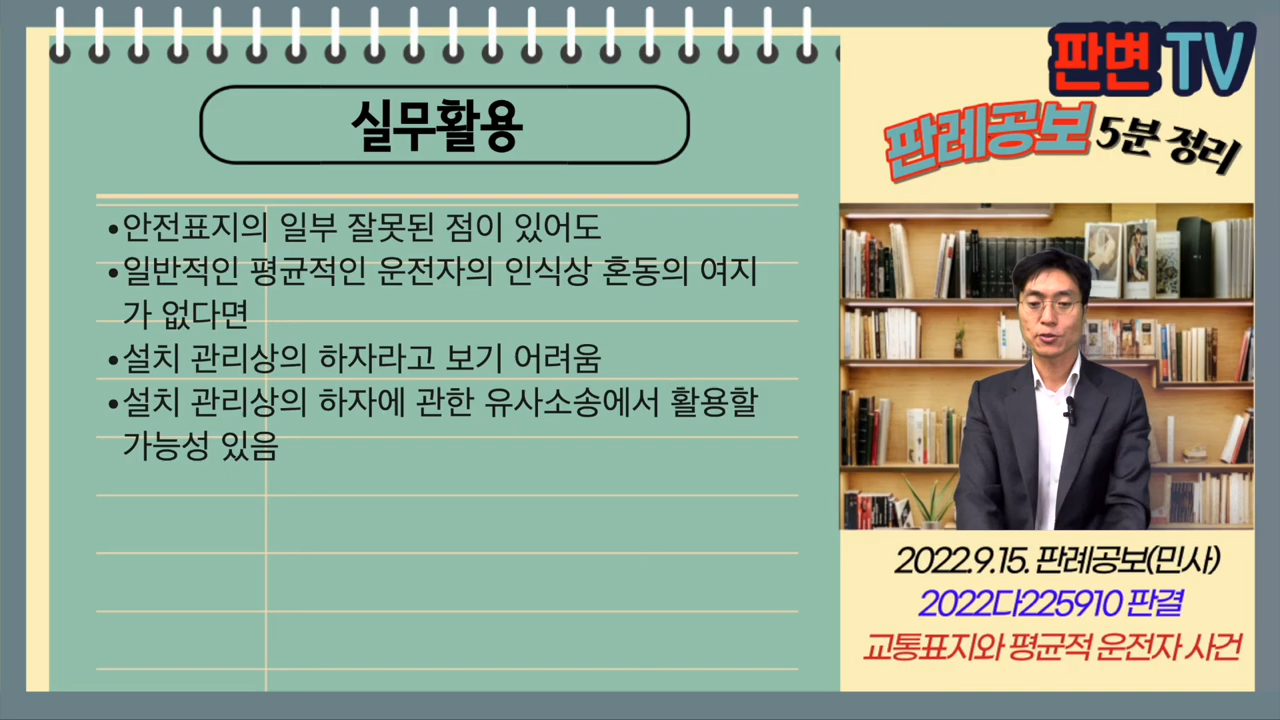 실무활용
•안전표지의 일부 잘못된 점이 있어도
•일반적인 평균적인 운전자의 인식상 혼동의 여지
가 없다면
•설치 관리상의 하자라고 보기 어려움
•설치 관리상의 하자에 관한 유사소송에서 활용할
가능성 있음
판변 TV
판례공보 5분 정리
2022.9.15. 판례공보(민사)
2022다225910 판결
교통표지와 평균적 운전자 사건